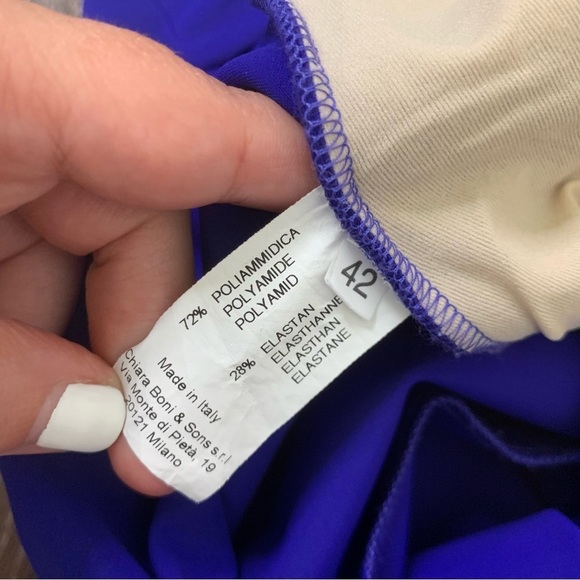 72% POLIAMMIDICA
POLYAMIDE
POLYAMID
28% ELASTAN
ELASTHANNE
ELASTHAN
ELASTANE
42
Made in Italy
Chiara Boni & Sons s.r.l
Via Monte di Pietà, 19
20121 Milano